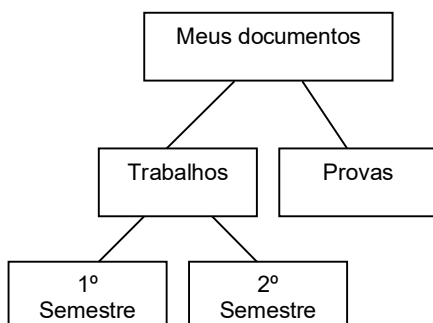 Meus documentos
Trabalhos
Provas
1º
Semestre
2º
Semestre